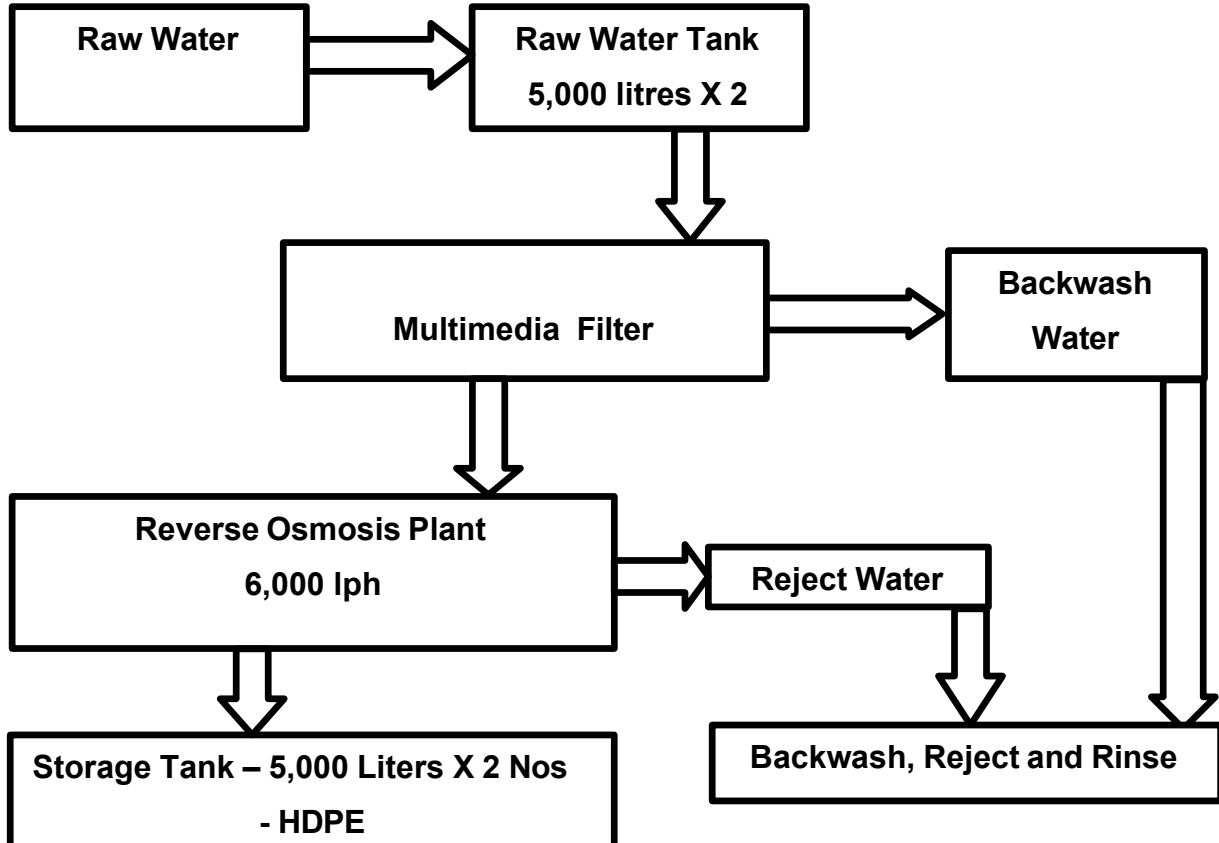 Raw Water
Raw Water Tank
5,000 litres X 2
Multimedia Filter
Backwash
Water
Reverse Osmosis Plant
6,000 lph
Reject Water
Storage Tank – 5,000 Liters X 2 Nos
- HDPE
Backwash, Reject and Rinse